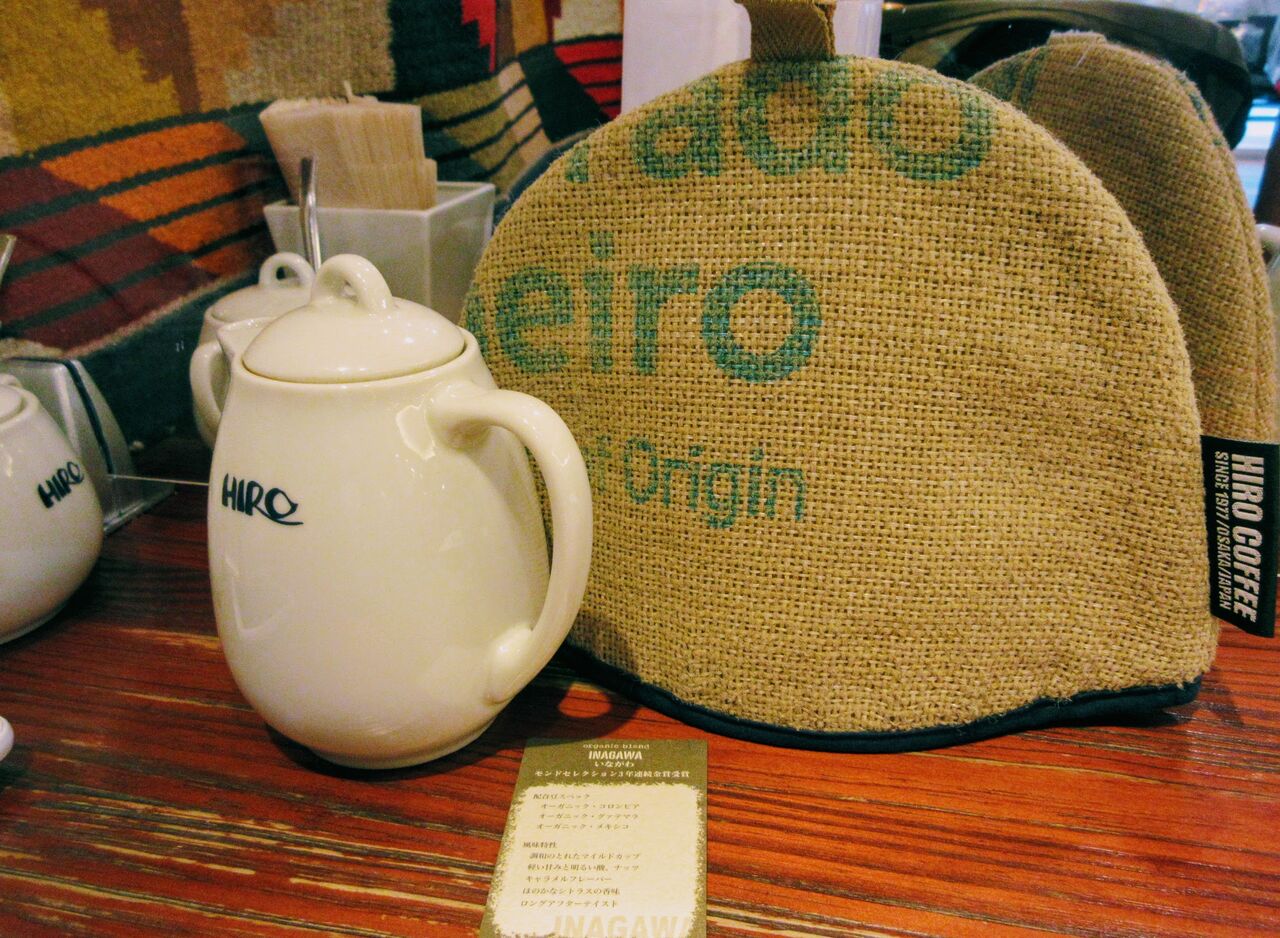 ado
eiro
Origin
HIRO
HIRO
HIRO COFFEE
SINCE 1977/OSAKA/JAPAN
organic blend
INAGAWA
いながわ
モンドセレクション3年連続金賞受賞
配合豆スペック
オーガニック・コロンビア
オーガニック・グァテマラ
オーガニック・メキシコ
風味特性
調和のとれたマイルドカップ
軽い甘みと明るい酸、ナッツ
キャラメルフレーバー
ほのかなシトラスの香味
ロングアフターテイスト
INAGAWA